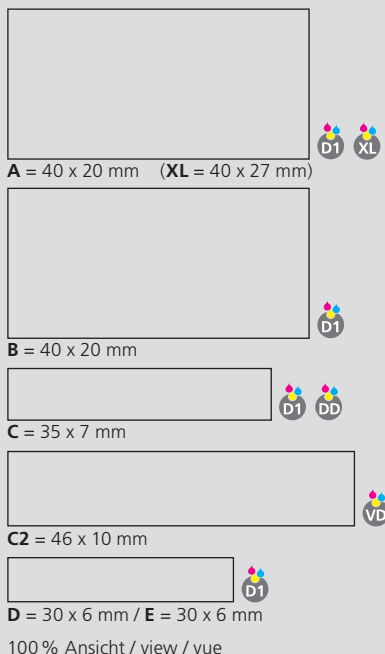 D1 XL
A = 40 x 20 mm (XL = 40 x 27 mm)
D1
B = 40 x 20 mm
D1 DD
C = 35 x 7 mm
VD
C2 = 46 x 10 mm
D1
D = 30 x 6 mm / E = 30 x 6 mm
100 % Ansicht / view / vue